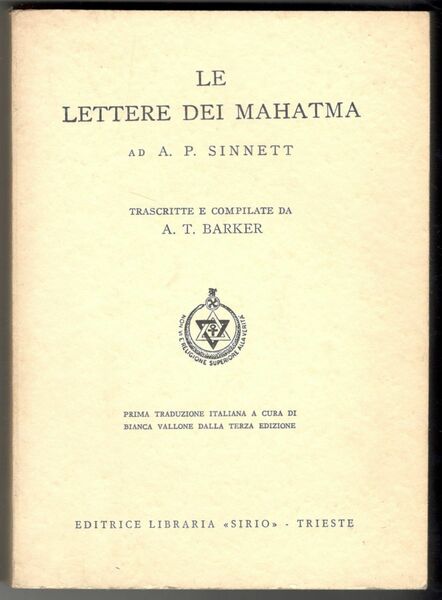 LE
LETTERE DEI MAHATMA
AD A. P. SINNETT
TRASCRITTE E COMPILATE DA
A. T. BARKER
NON VI È RELIGIONE SUPERIORE ALLA VERITÀ
PRIMA TRADUZIONE ITALIANA A CURA DI
BIANCA VALLONE DALLA TERZA EDIZIONE
EDITRICE LIBRARIA «SIRIO» - TRIESTE